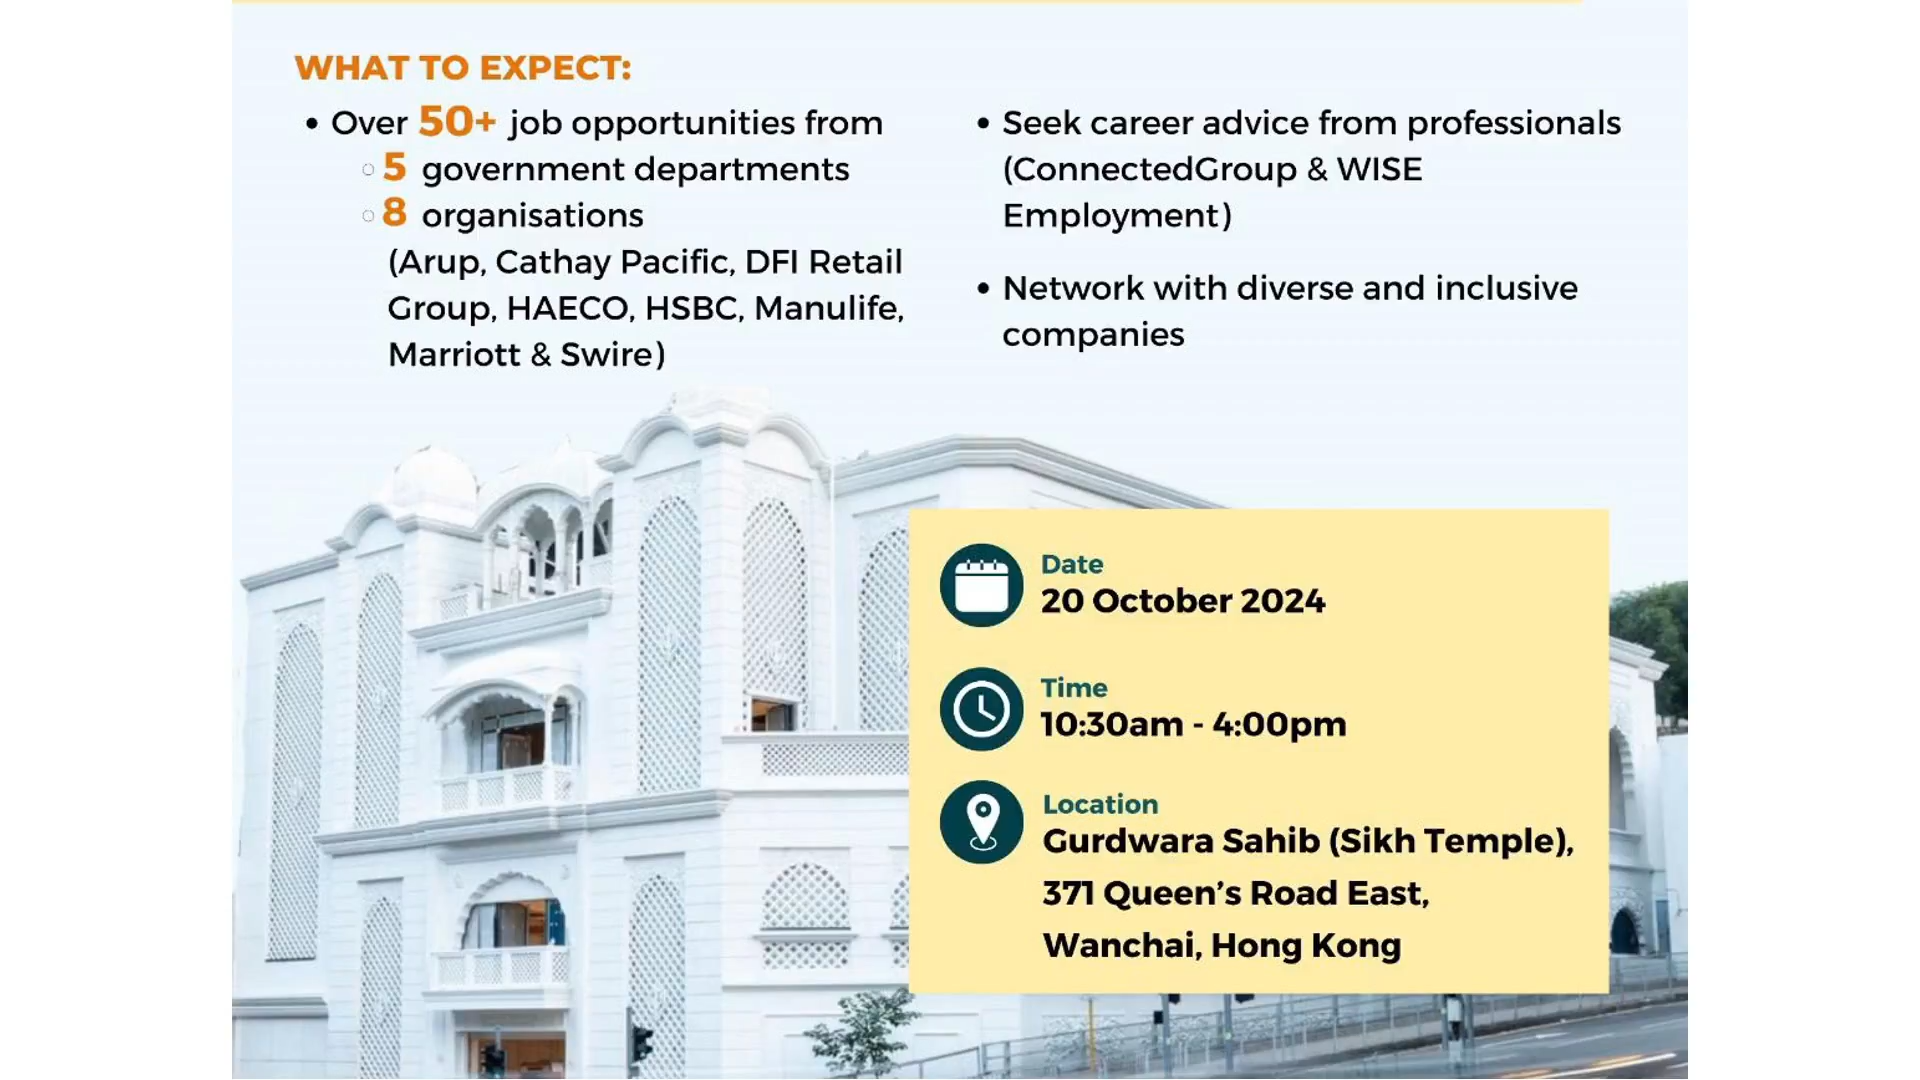 WHAT TO EXPECT:
• Over 50+ job opportunities from
○ 5 government departments
○ 8 organisations
(Arup, Cathay Pacific, DFI Retail
Group, HAECO, HSBC, Manulife,
Marriott & Swire)
• Seek career advice from professionals
(ConnectedGroup & WISE
Employment)
• Network with diverse and inclusive
companies
Date
20 October 2024
Time
10:30am - 4:00pm
Location
Gurdwara Sahib (Sikh Temple),
371 Queen’s Road East,
Wanchai, Hong Kong